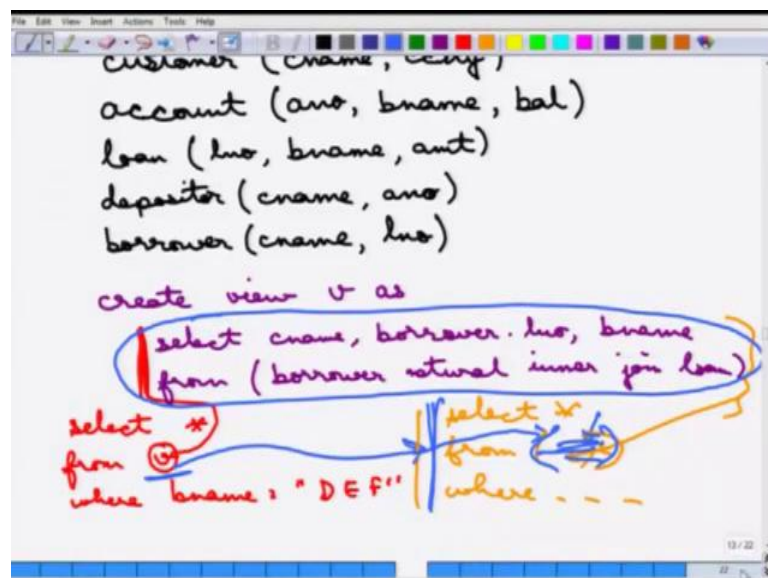 File Edit View Insert Actions Tools Help
customer (cname, ccity)
account (ano, bname, bal)
loan (lno, bname, amt)
depositor (cname, ano)
borrower (cname, lno)
create view v as
select cname, borrower.lno, bname
from (borrower natural inner join loan)
select *
from v
where bname = "DEF"
select *
from ( )
where - - -
13/22
22